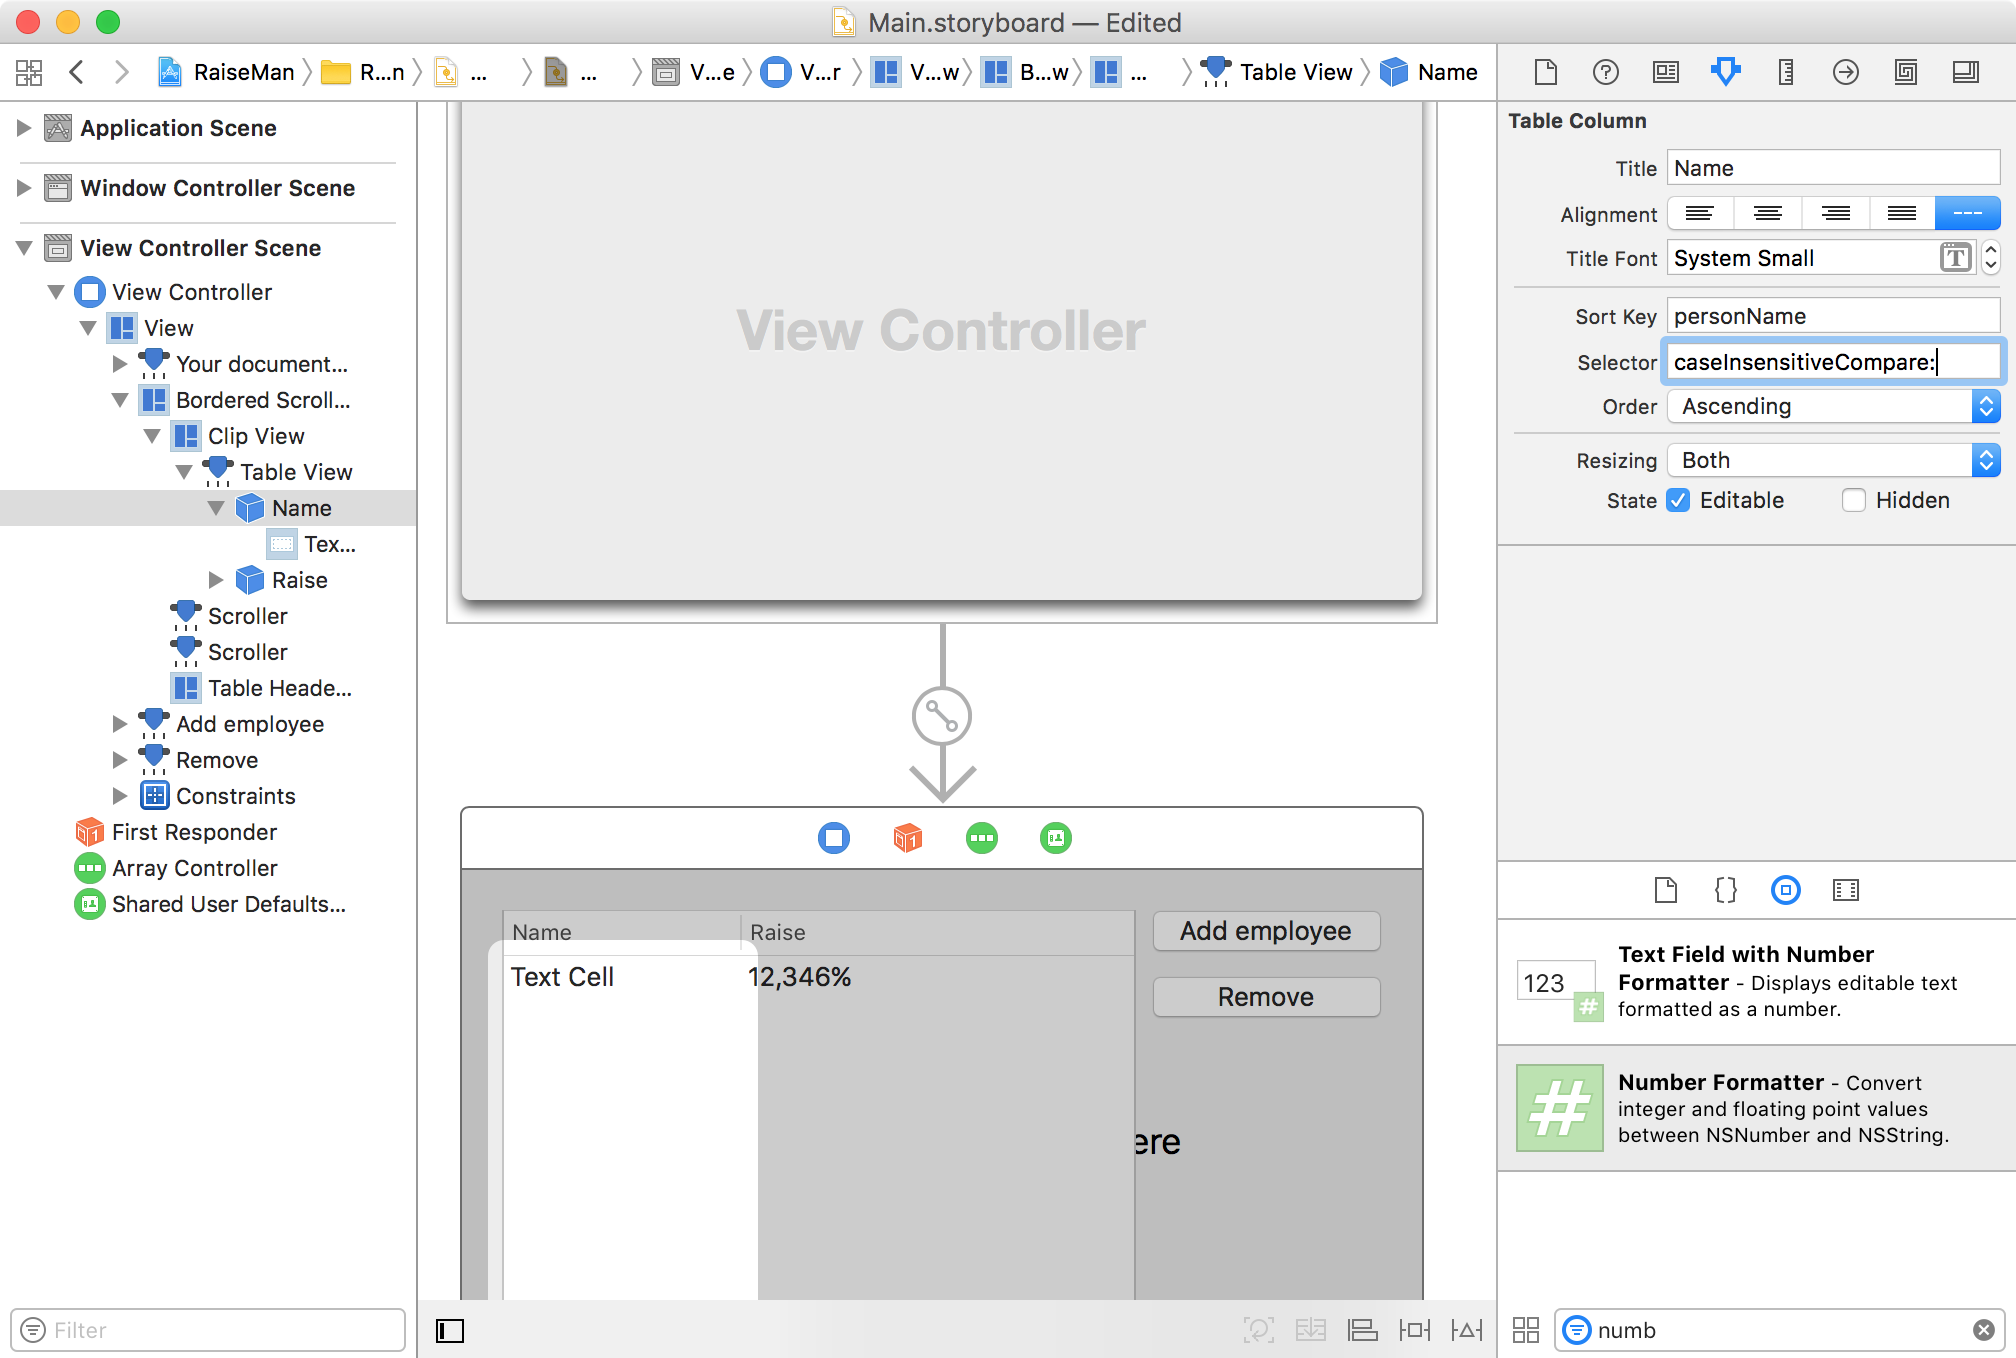 Main.storyboard — Edited
RaiseMan R...n ... ... V...e V...r V...w B...w ... Table View Name
Application Scene
Window Controller Scene
View Controller Scene
View Controller
View
Your document...
Bordered Scroll...
Clip View
Table View
Name
Tex...
Raise
Scroller
Scroller
Table Heade...
Add employee
Remove
Constraints
First Responder
Array Controller
Shared User Defaults...
Filter
View Controller
Name Raise
Text Cell 12,346%
Add employee
Remove
ere
Table Column
Title Name
Alignment
Title Font System Small T
Sort Key personName
Selector caseInsensitiveCompare:
Order Ascending
Resizing Both
State Editable Hidden
123 #
Text Field with Number
Formatter - Displays editable text
formatted as a number.
#
Number Formatter - Convert
integer and floating point values
between NSNumber and NSString.
numb